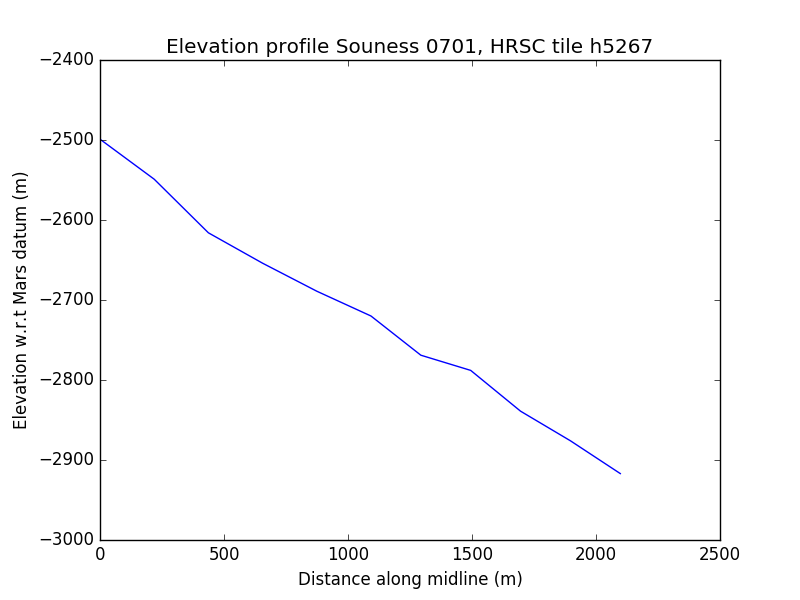 Elevation profile Souness 0701, HRSC tile h5267
−2400
−2500
−2600
−2700
−2800
−2900
−3000
Elevation w.r.t Mars datum (m)
0 500 1000 1500 2000 2500
Distance along midline (m)